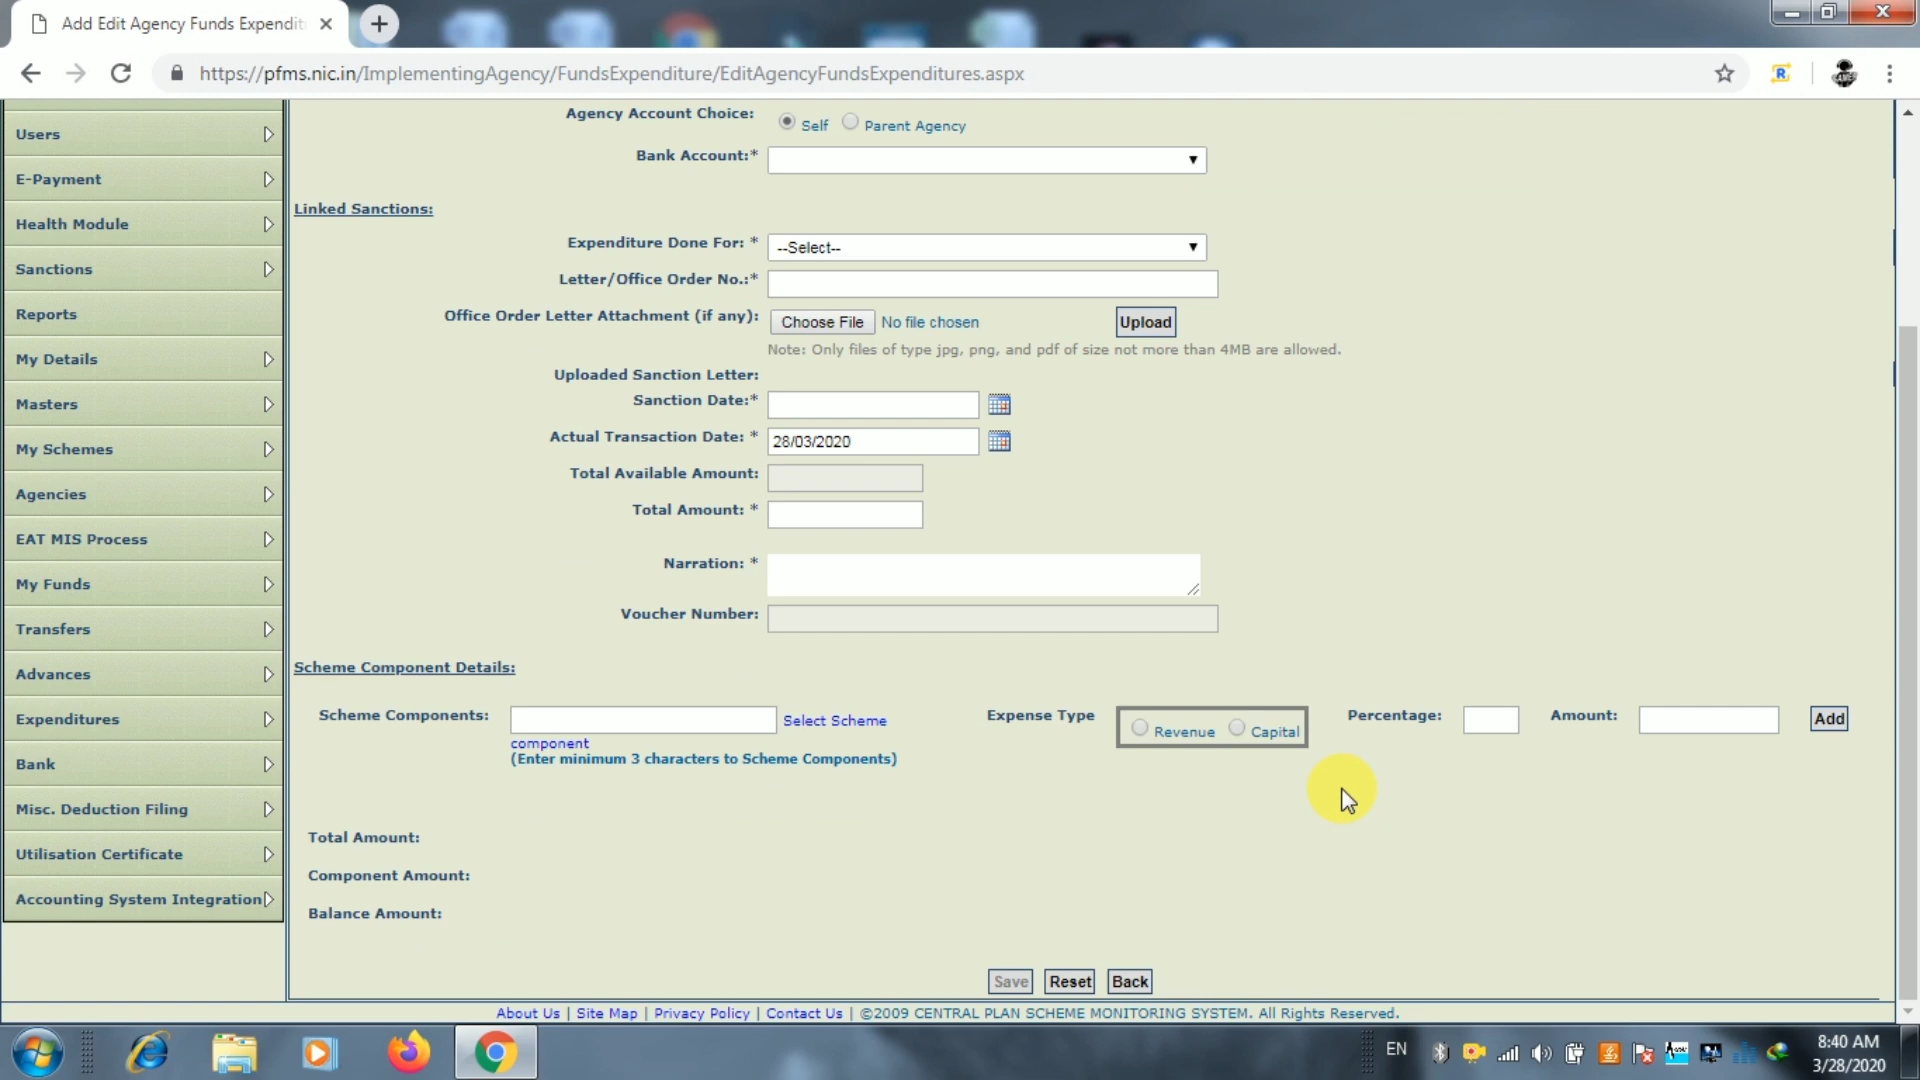 Add Edit Agency Funds Expendit
https://pfms.nic.in/ImplementingAgency/FundsExpenditure/EditAgencyFundsExpenditures.aspx
Users
E-Payment
Health Module
Sanctions
Reports
My Details
Masters
My Schemes
Agencies
EAT MIS Process
My Funds
Transfers
Advances
Expenditures
Bank
Misc. Deduction Filing
Utilisation Certificate
Accounting System Integration
Agency Account Choice: Self Parent Agency
Bank Account:*
Linked Sanctions:
Expenditure Done For: * --Select--
Letter/Office Order No.:*
Office Order Letter Attachment (if any): Choose File No file chosen Upload
Note: Only files of type jpg, png, and pdf of size not more than 4MB are allowed.
Uploaded Sanction Letter:
Sanction Date:*
Actual Transaction Date: * 28/03/2020
Total Available Amount:
Total Amount: *
Narration: *
Voucher Number:
Scheme Component Details:
Scheme Components: Select Scheme Expense Type Revenue Capital Percentage: Amount: Add
component
(Enter minimum 3 characters to Scheme Components)
Total Amount:
Component Amount:
Balance Amount:
Save Reset Back
About Us | Site Map | Privacy Policy | Contact Us | ©2009 CENTRAL PLAN SCHEME MONITORING SYSTEM. All Rights Reserved.
EN 8:40 AM
3/28/2020